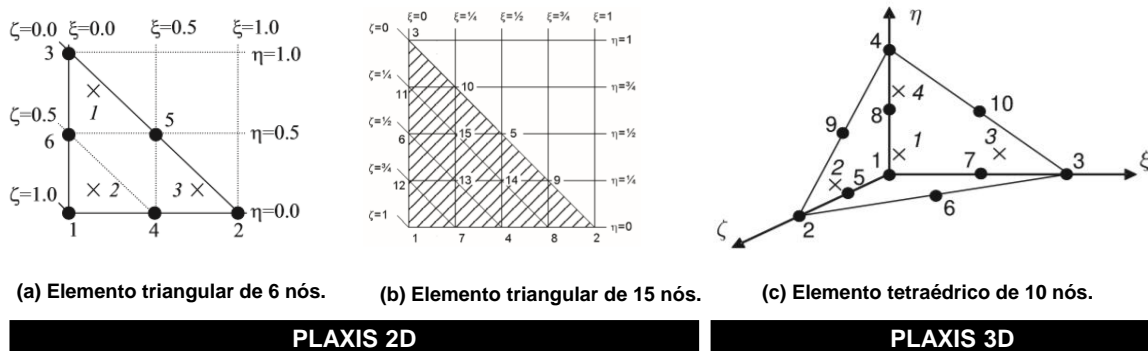 ζ=0.0 ξ=0.0 ξ=0.5 ξ=1.0
3 η=1.0
1
ζ=0.5 5
6 η=0.5
2 3
ζ=1.0 η=0.0
1 4 2
ξ=0 ξ=¼ ξ=½ ξ=¾ ξ=1
ζ=0 3 η=1
ζ=¼ 10 η=¾
11
ζ=½ 6 15 5 η=½
ζ=¾ 12 13 14 9 η=¼
ζ=1 η=0
1 7 4 8 2
η
4
4
8 10
9
1 3
2 1 7 3 ξ
5
6
2
ζ
(a) Elemento triangular de 6 nós. (b) Elemento triangular de 15 nós. (c) Elemento tetraédrico de 10 nós.
PLAXIS 2D PLAXIS 3D